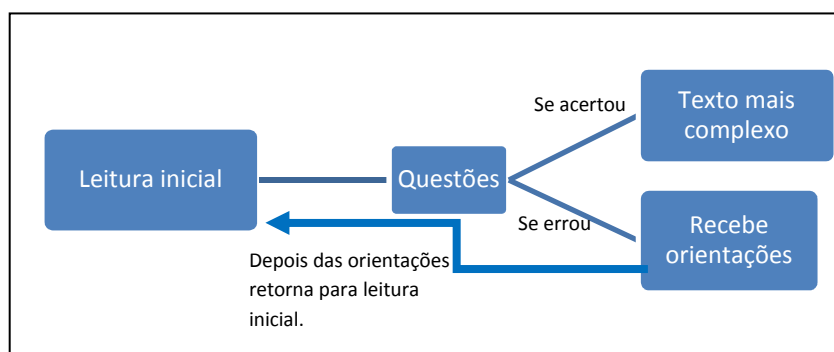 Leitura inicial
Questões
Se acertou
Texto mais
complexo
Se errou
Recebe
orientações
Depois das orientações
retorna para leitura
inicial.